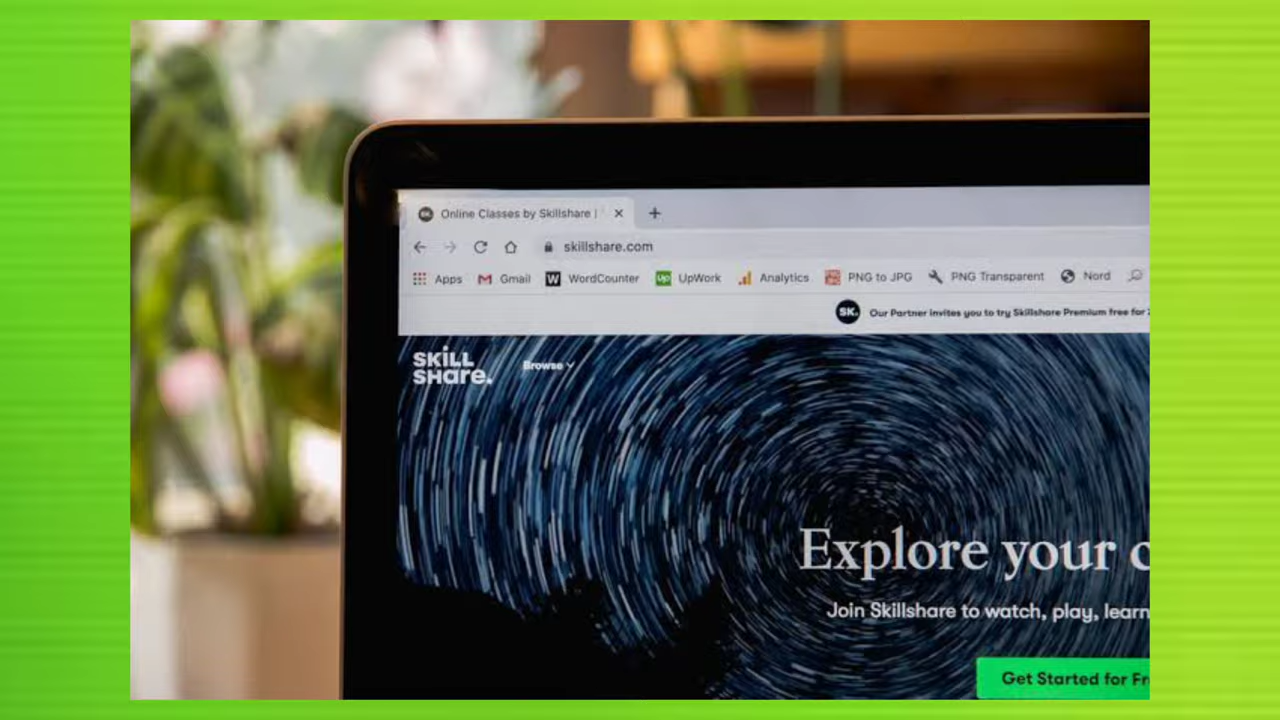 Online Classes by Skillshare |
skillshare.com
Apps Gmail W WordCounter Up UpWork Analytics PNG to JPG PNG Transparent Nord
SK. Our Partner invites you to try Skillshare Premium free for
SKiLL
SHare.
Browse
Explore your c
Join Skillshare to watch, play, learn
Get Started for Fr